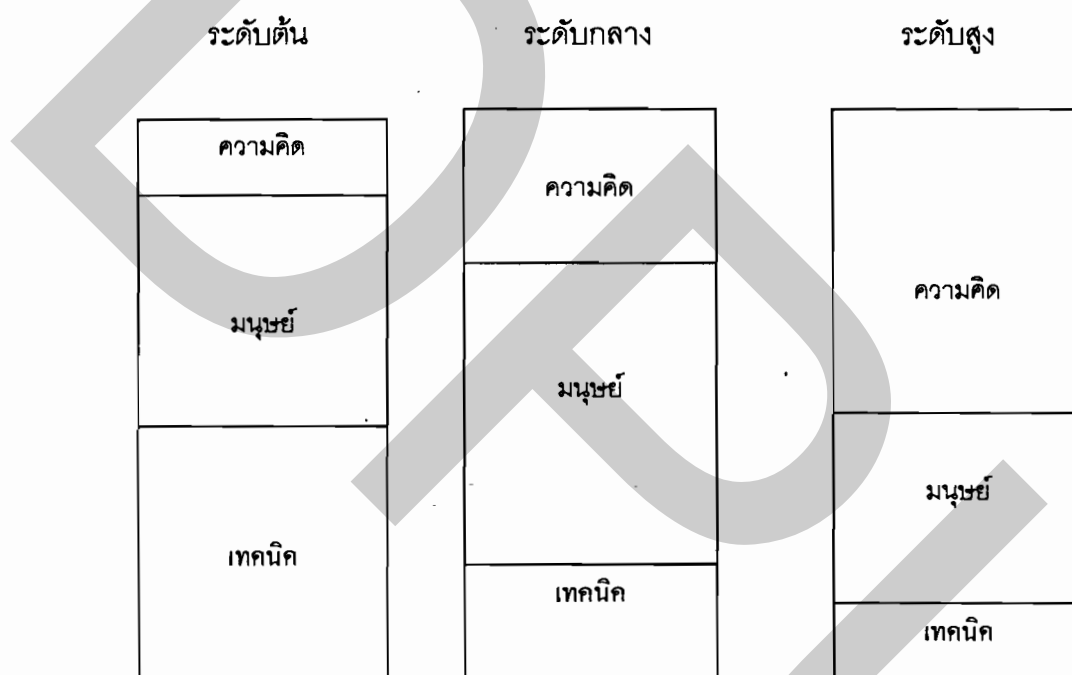 ระดับต้น ระดับกลาง ระดับสูง
ความคิด
มนุษย์
เทคนิค
ความคิด
มนุษย์
เทคนิค
ความคิด
มนุษย์
เทคนิค